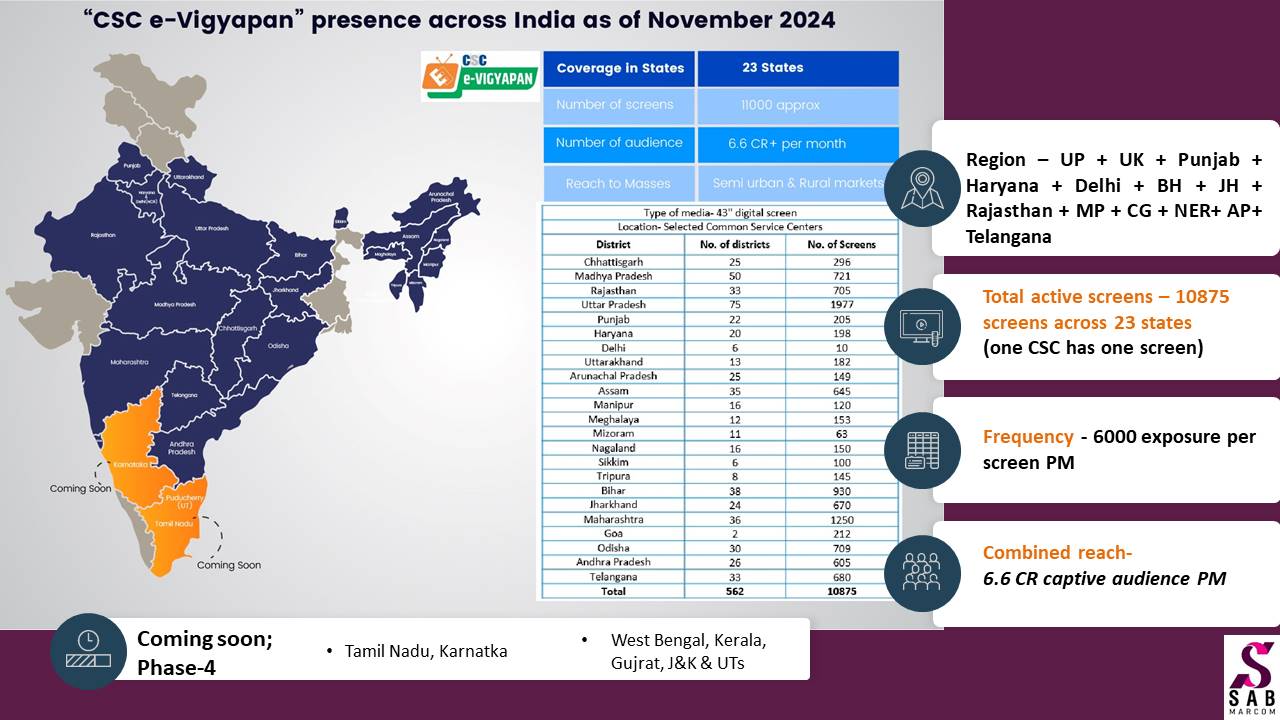 “CSC e-Vigyapan” presence across India as of November 2024
CSC
e-VIGYAPAN
Coverage in States 23 States
Number of screens 11000 approx
Number of audience 6.6 CR+ per month
Reach to Masses Semi urban & Rural markets
Type of media- 43" digital screen
Location- Selected Common Service Centers
District No. of districts No. of Screens
Chhattisgarh 25 296
Madhya Pradesh 50 721
Rajasthan 33 705
Uttar Pradesh 75 1977
Punjab 22 205
Haryana 20 198
Delhi 6 10
Uttarakhand 13 182
Arunachal Pradesh 25 149
Assam 35 645
Manipur 16 120
Meghalaya 12 153
Mizoram 11 63
Nagaland 16 150
Sikkim 6 100
Tripura 8 145
Bihar 38 930
Jharkhand 24 670
Maharashtra 36 1250
Goa 2 212
Odisha 30 709
Andhra Pradesh 26 605
Telangana 33 680
Total 562 10875
Punjab
Uttarakhand
Haryana
&
Delhi(NCR)
Rajasthan
Uttar Pradesh
Bihar
Sikkim
Arunachal
Pradesh
Assam
Nagaland
Meghalaya
Manipur
Tripura
Mizoram
Jharkhand
Madhya Pradesh
Chhattisgarh
Odisha
Maharashtra
Telangana
Andhra
Pradesh
Karnataka
Coming Soon
Puducherry
(UT)
Tamil Nadu
Coming Soon
Region – UP + UK + Punjab +
Haryana + Delhi + BH + JH +
Rajasthan + MP + CG + NER+ AP+
Telangana
Total active screens – 10875
screens across 23 states
(one CSC has one screen)
Frequency - 6000 exposure per
screen PM
Combined reach-
6.6 CR captive audience PM
Coming soon;
Phase-4
• Tamil Nadu, Karnatka
• West Bengal, Kerala,
Gujrat, J&K & UTs
SAB
MARCOM